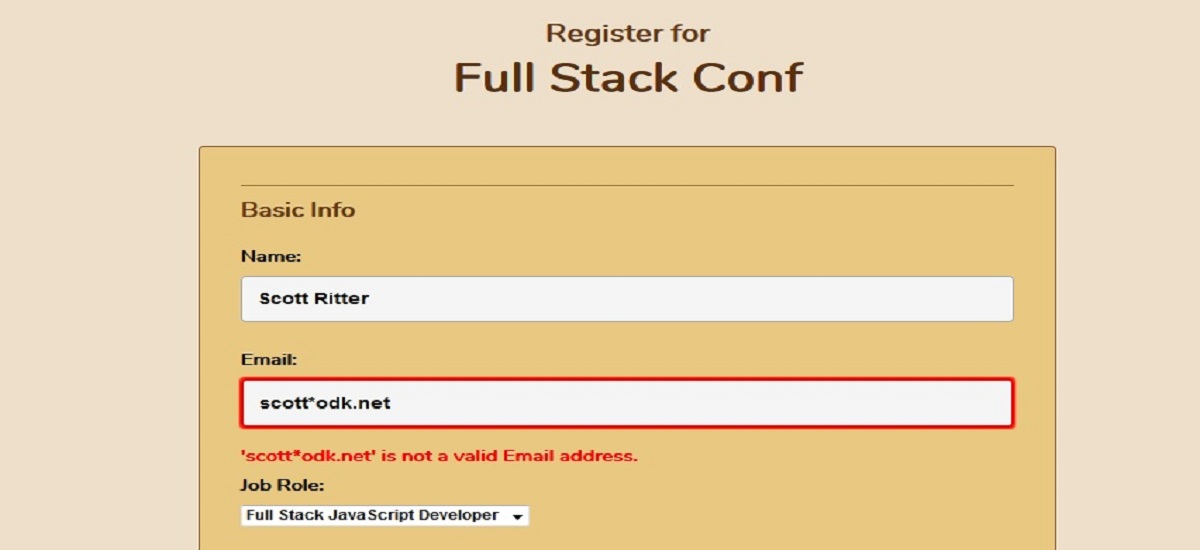 Register for
Full Stack Conf
Basic Info
Name:
Scott Ritter
Email:
scott*odk.net
'scott*odk.net' is not a valid Email address.
Job Role:
Full Stack JavaScript Developer